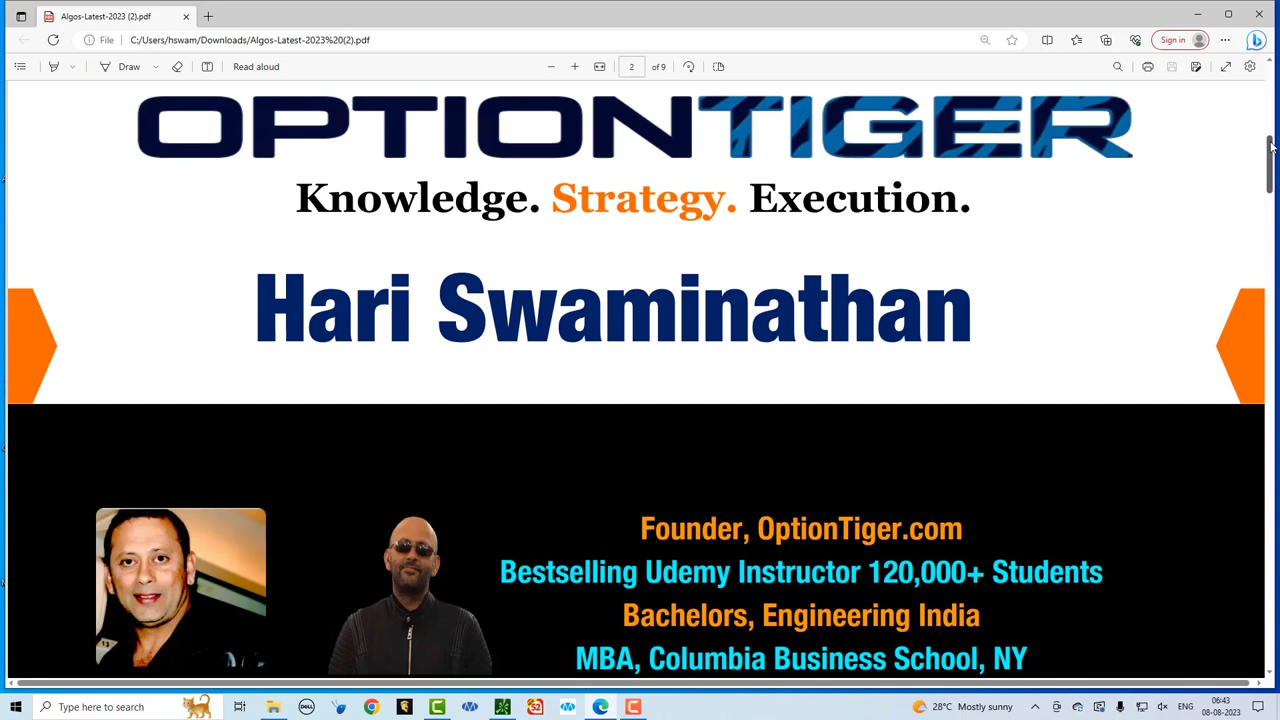 Algos-Latest-2023 (2).pdf
File
C:/Users/hswam/Downloads/Algos-Latest-2023%20(2).pdf
Sign in
Draw
Read aloud
2
of 9
OPTIONTIGER
Knowledge. Strategy. Execution.
Hari Swaminathan
Founder, OptionTiger.com
Bestselling Udemy Instructor 120,000+ Students
Bachelors, Engineering India
MBA, Columbia Business School, NY
Type here to search
DELL
52
28°C Mostly sunny
ENG
06:43
08-08-2023